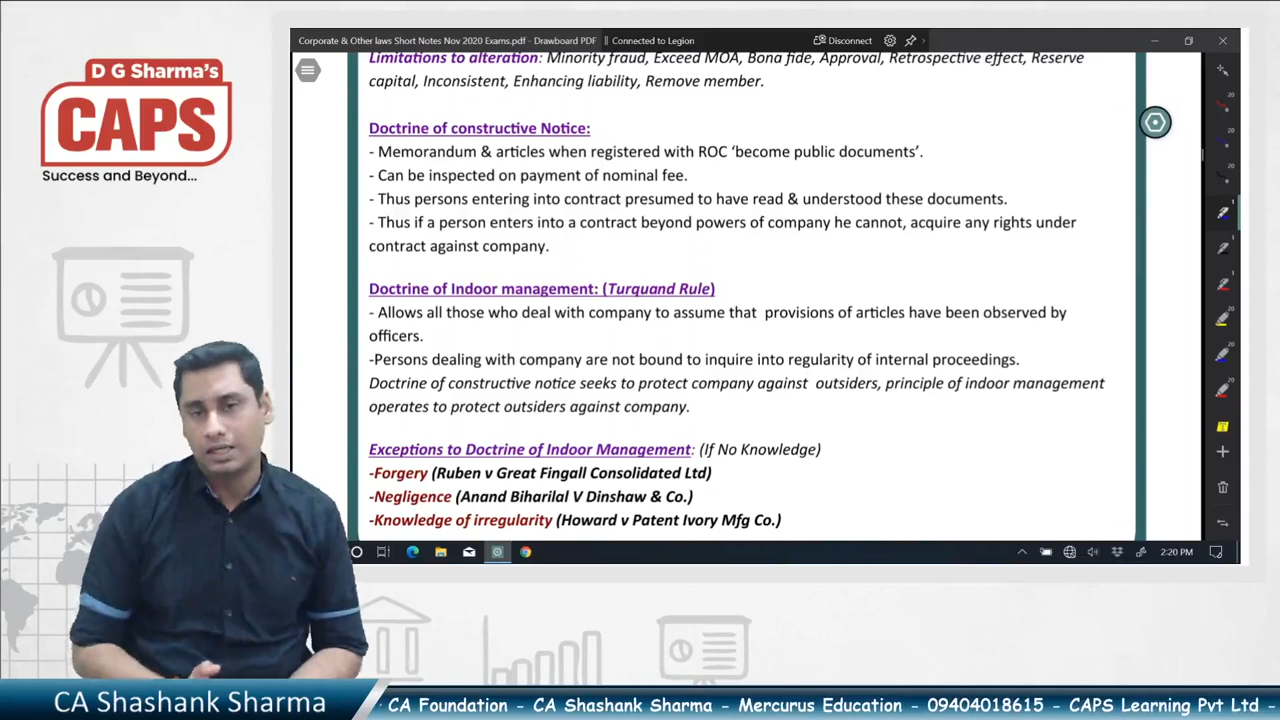 D G Sharma's
CAPS
Success and Beyond...
Corporate & Other laws Short Notes Nov 2020 Exams.pdf - Drawboard PDF
Connected to Legion
Disconnect
Limitations to alteration: Minority fraud, Exceed MOA, Bona fide, Approval, Retrospective effect, Reserve
capital, Inconsistent, Enhancing liability, Remove member.
Doctrine of constructive Notice:
- Memorandum & articles when registered with ROC ‘become public documents’.
- Can be inspected on payment of nominal fee.
- Thus persons entering into contract presumed to have read & understood these documents.
- Thus if a person enters into a contract beyond powers of company he cannot, acquire any rights under
contract against company.
Doctrine of Indoor management: (Turquand Rule)
- Allows all those who deal with company to assume that provisions of articles have been observed by
officers.
-Persons dealing with company are not bound to inquire into regularity of internal proceedings.
Doctrine of constructive notice seeks to protect company against outsiders, principle of indoor management
operates to protect outsiders against company.
Exceptions to Doctrine of Indoor Management: (If No Knowledge)
-Forgery (Ruben v Great Fingall Consolidated Ltd)
-Negligence (Anand Biharilal V Dinshaw & Co.)
-Knowledge of irregularity (Howard v Patent Ivory Mfg Co.)
20
20
20
1
1
1
20
20
20
2:20 PM
CA Shashank Sharma
CA Foundation - CA Shashank Sharma - Mercurus Education - 09404018615 - CAPS Learning Pvt Ltd -